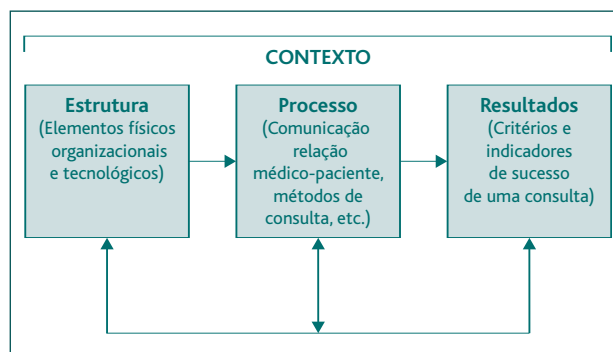 CONTEXTO
Estrutura
(Elementos físicos
organizacionais
e tecnológicos)
Processo
(Comunicação
relação
médico-paciente,
métodos de
consulta, etc.)
Resultados
(Critérios e
indicadores
de sucesso
de uma consulta)